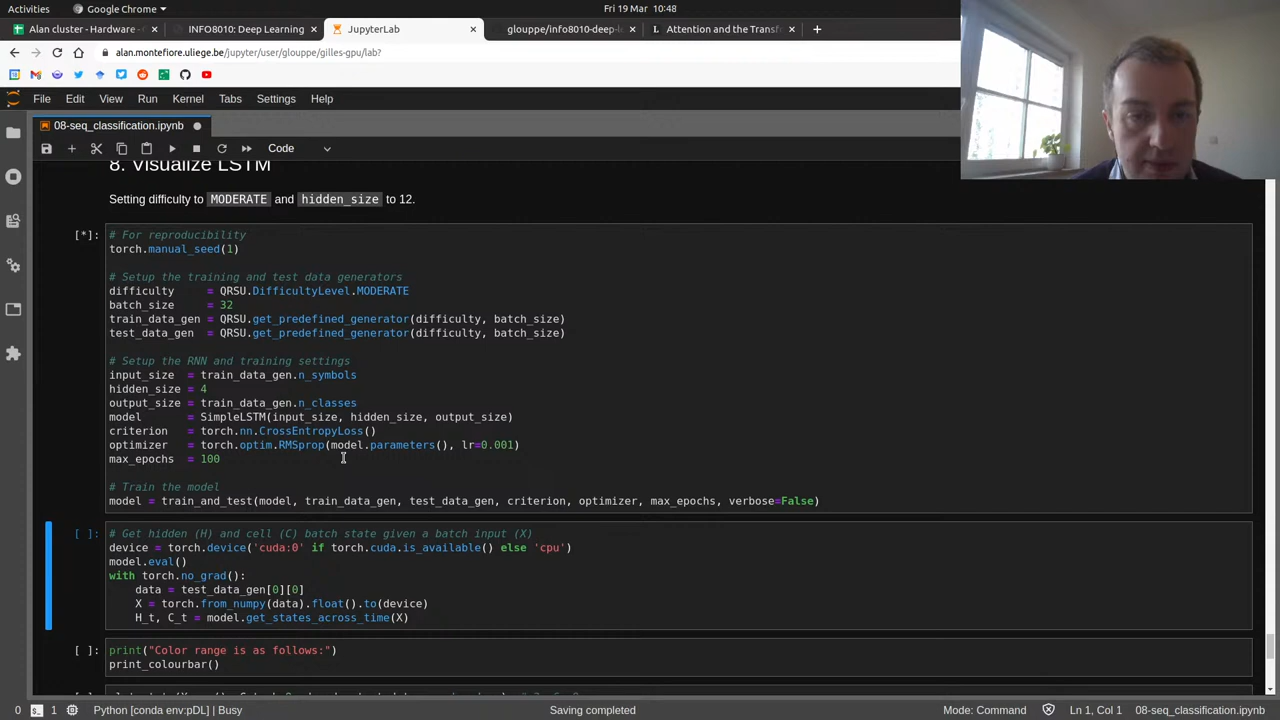 Activities
Google Chrome
Fri 19 Mar 10:48
Alan cluster - Hardware - G
INFO8010: Deep Learning
JupyterLab
glouppe/info8010-deep-l
Attention and the Transf
alan.montefiore.uliege.be/jupyter/user/glouppe/gilles-gpu/lab?
File Edit View Run Kernel Tabs Settings Help
08-seq_classification.ipynb
Code
8. Visualize LSTM
Setting difficulty to MODERATE and hidden_size to 12.
[*]: # For reproducibility
torch.manual_seed(1)
# Setup the training and test data generators
difficulty = QRSU.DifficultyLevel.MODERATE
batch_size = 32
train_data_gen = QRSU.get_predefined_generator(difficulty, batch_size)
test_data_gen = QRSU.get_predefined_generator(difficulty, batch_size)
# Setup the RNN and training settings
input_size = train_data_gen.n_symbols
hidden_size = 4
output_size = train_data_gen.n_classes
model = SimpleLSTM(input_size, hidden_size, output_size)
criterion = torch.nn.CrossEntropyLoss()
optimizer = torch.optim.RMSprop(model.parameters(), lr=0.001)
max_epochs = 100
# Train the model
model = train_and_test(model, train_data_gen, test_data_gen, criterion, optimizer, max_epochs, verbose=False)
[ ]: # Get hidden (H) and cell (C) batch state given a batch input (X)
device = torch.device('cuda:0' if torch.cuda.is_available() else 'cpu')
model.eval()
with torch.no_grad():
data = test_data_gen[0][0]
X = torch.from_numpy(data).float().to(device)
H_t, C_t = model.get_states_across_time(X)
[ ]: print("Color range is as follows:")
print_colourbar()
0 1 Python [conda env:pDL] | Busy
Saving completed
Mode: Command
Ln 1, Col 1
08-seq_classification.ipynb